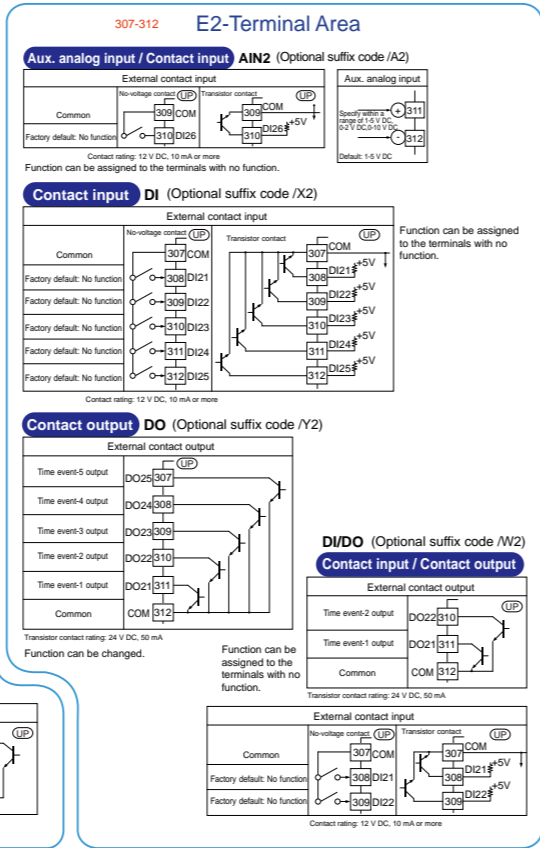 307-312 E2-Terminal Area
Aux. analog input / Contact input AIN2 (Optional suffix code /A2)
External contact input
No-voltage contact UP Transistor contact UP
Common 309 COM 309 COM
Factory default: No function 310 DI26 310 DI26 +5V
Contact rating: 12 V DC, 10 mA or more
Function can be assigned to the terminals with no function.
Aux. analog input
Specify within a
range of 1-5 V DC,
0-2 V DC,0-10 V DC
+ 311
- 312
Default: 1-5 V DC
Contact input DI (Optional suffix code /X2)
External contact input
No-voltage contact UP Transistor contact UP
Common 307 COM 307 COM
Factory default: No function 308 DI21 308 DI21 +5V
Factory default: No function 309 DI22 309 DI22 +5V
Factory default: No function 310 DI23 310 DI23 +5V
Factory default: No function 311 DI24 311 DI24 +5V
Factory default: No function 312 DI25 312 DI25 +5V
Contact rating: 12 V DC, 10 mA or more
Function can be assigned
to the terminals with no
function.
Contact output DO (Optional suffix code /Y2)
External contact output
UP
Time event-5 output DO25 307
Time event-4 output DO24 308
Time event-3 output DO23 309
Time event-2 output DO22 310
Time event-1 output DO21 311
Common COM 312
Transistor contact rating: 24 V DC, 50 mA
Function can be changed.
DI/DO (Optional suffix code /W2)
Contact input / Contact output
External contact output
UP
Time event-2 output DO22 310
Time event-1 output DO21 311
Common COM 312
Transistor contact rating: 24 V DC, 50 mA
Function can be
assigned to the
terminals with no
function.
External contact input
No-voltage contact UP Transistor contact UP
Common 307 COM 307 COM
Factory default: No function 308 DI21 308 DI21 +5V
Factory default: No function 309 DI22 309 DI22 +5V
Contact rating: 12 V DC, 10 mA or more
UP